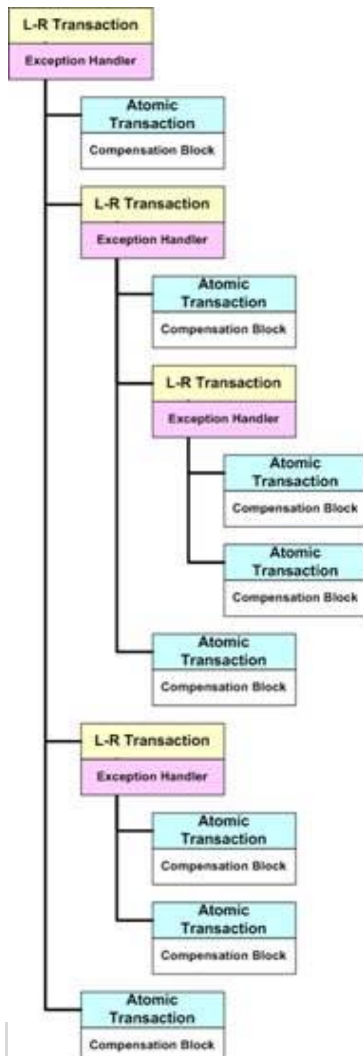 L-R Transaction
Exception Handler
Atomic
Transaction
Compensation Block
L-R Transaction
Exception Handler
Atomic
Transaction
Compensation Block
L-R Transaction
Exception Handler
Atomic
Transaction
Compensation Block
Atomic
Transaction
Compensation Block
Atomic
Transaction
Compensation Block
L-R Transaction
Exception Handler
Atomic
Transaction
Compensation Block
Atomic
Transaction
Compensation Block
Atomic
Transaction
Compensation Block